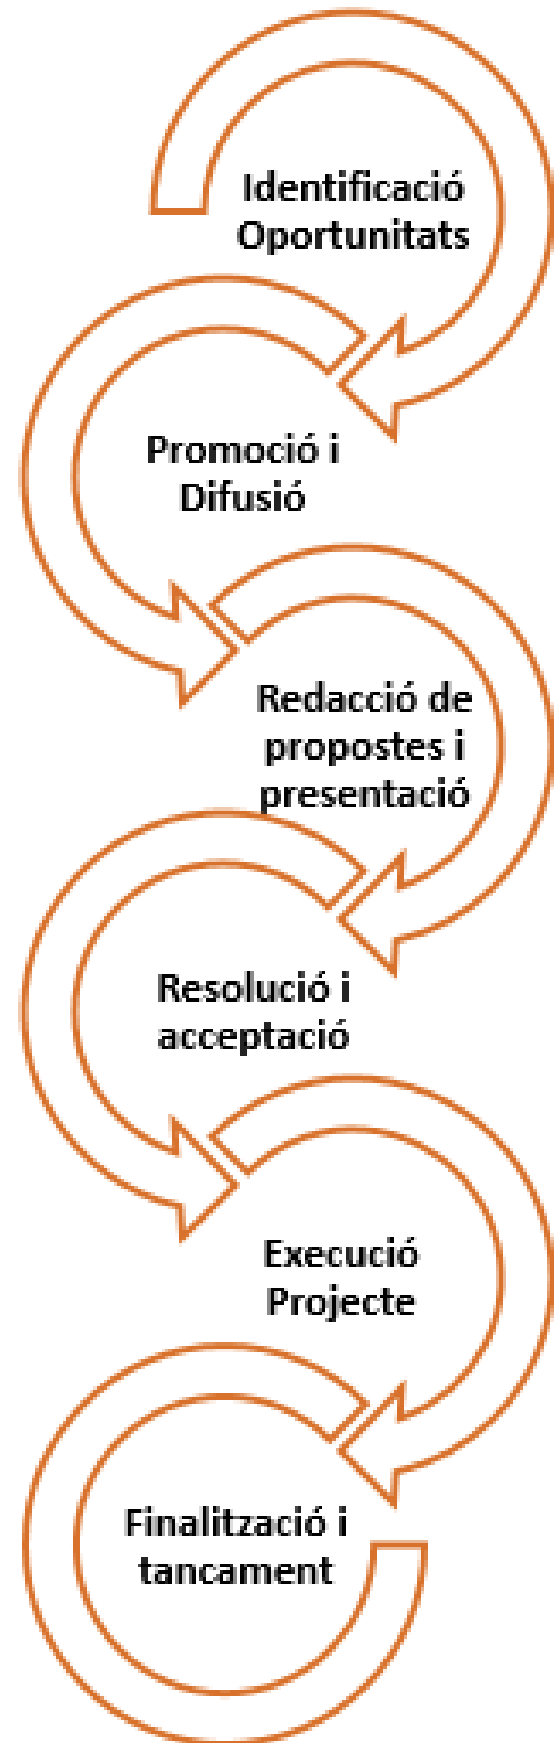 Identificació
Oportunitats
Promoció i
Difusió
Redacció de
propostes i
presentació
Resolució i
acceptació
Execució
Projecte
Finalització i
tancament